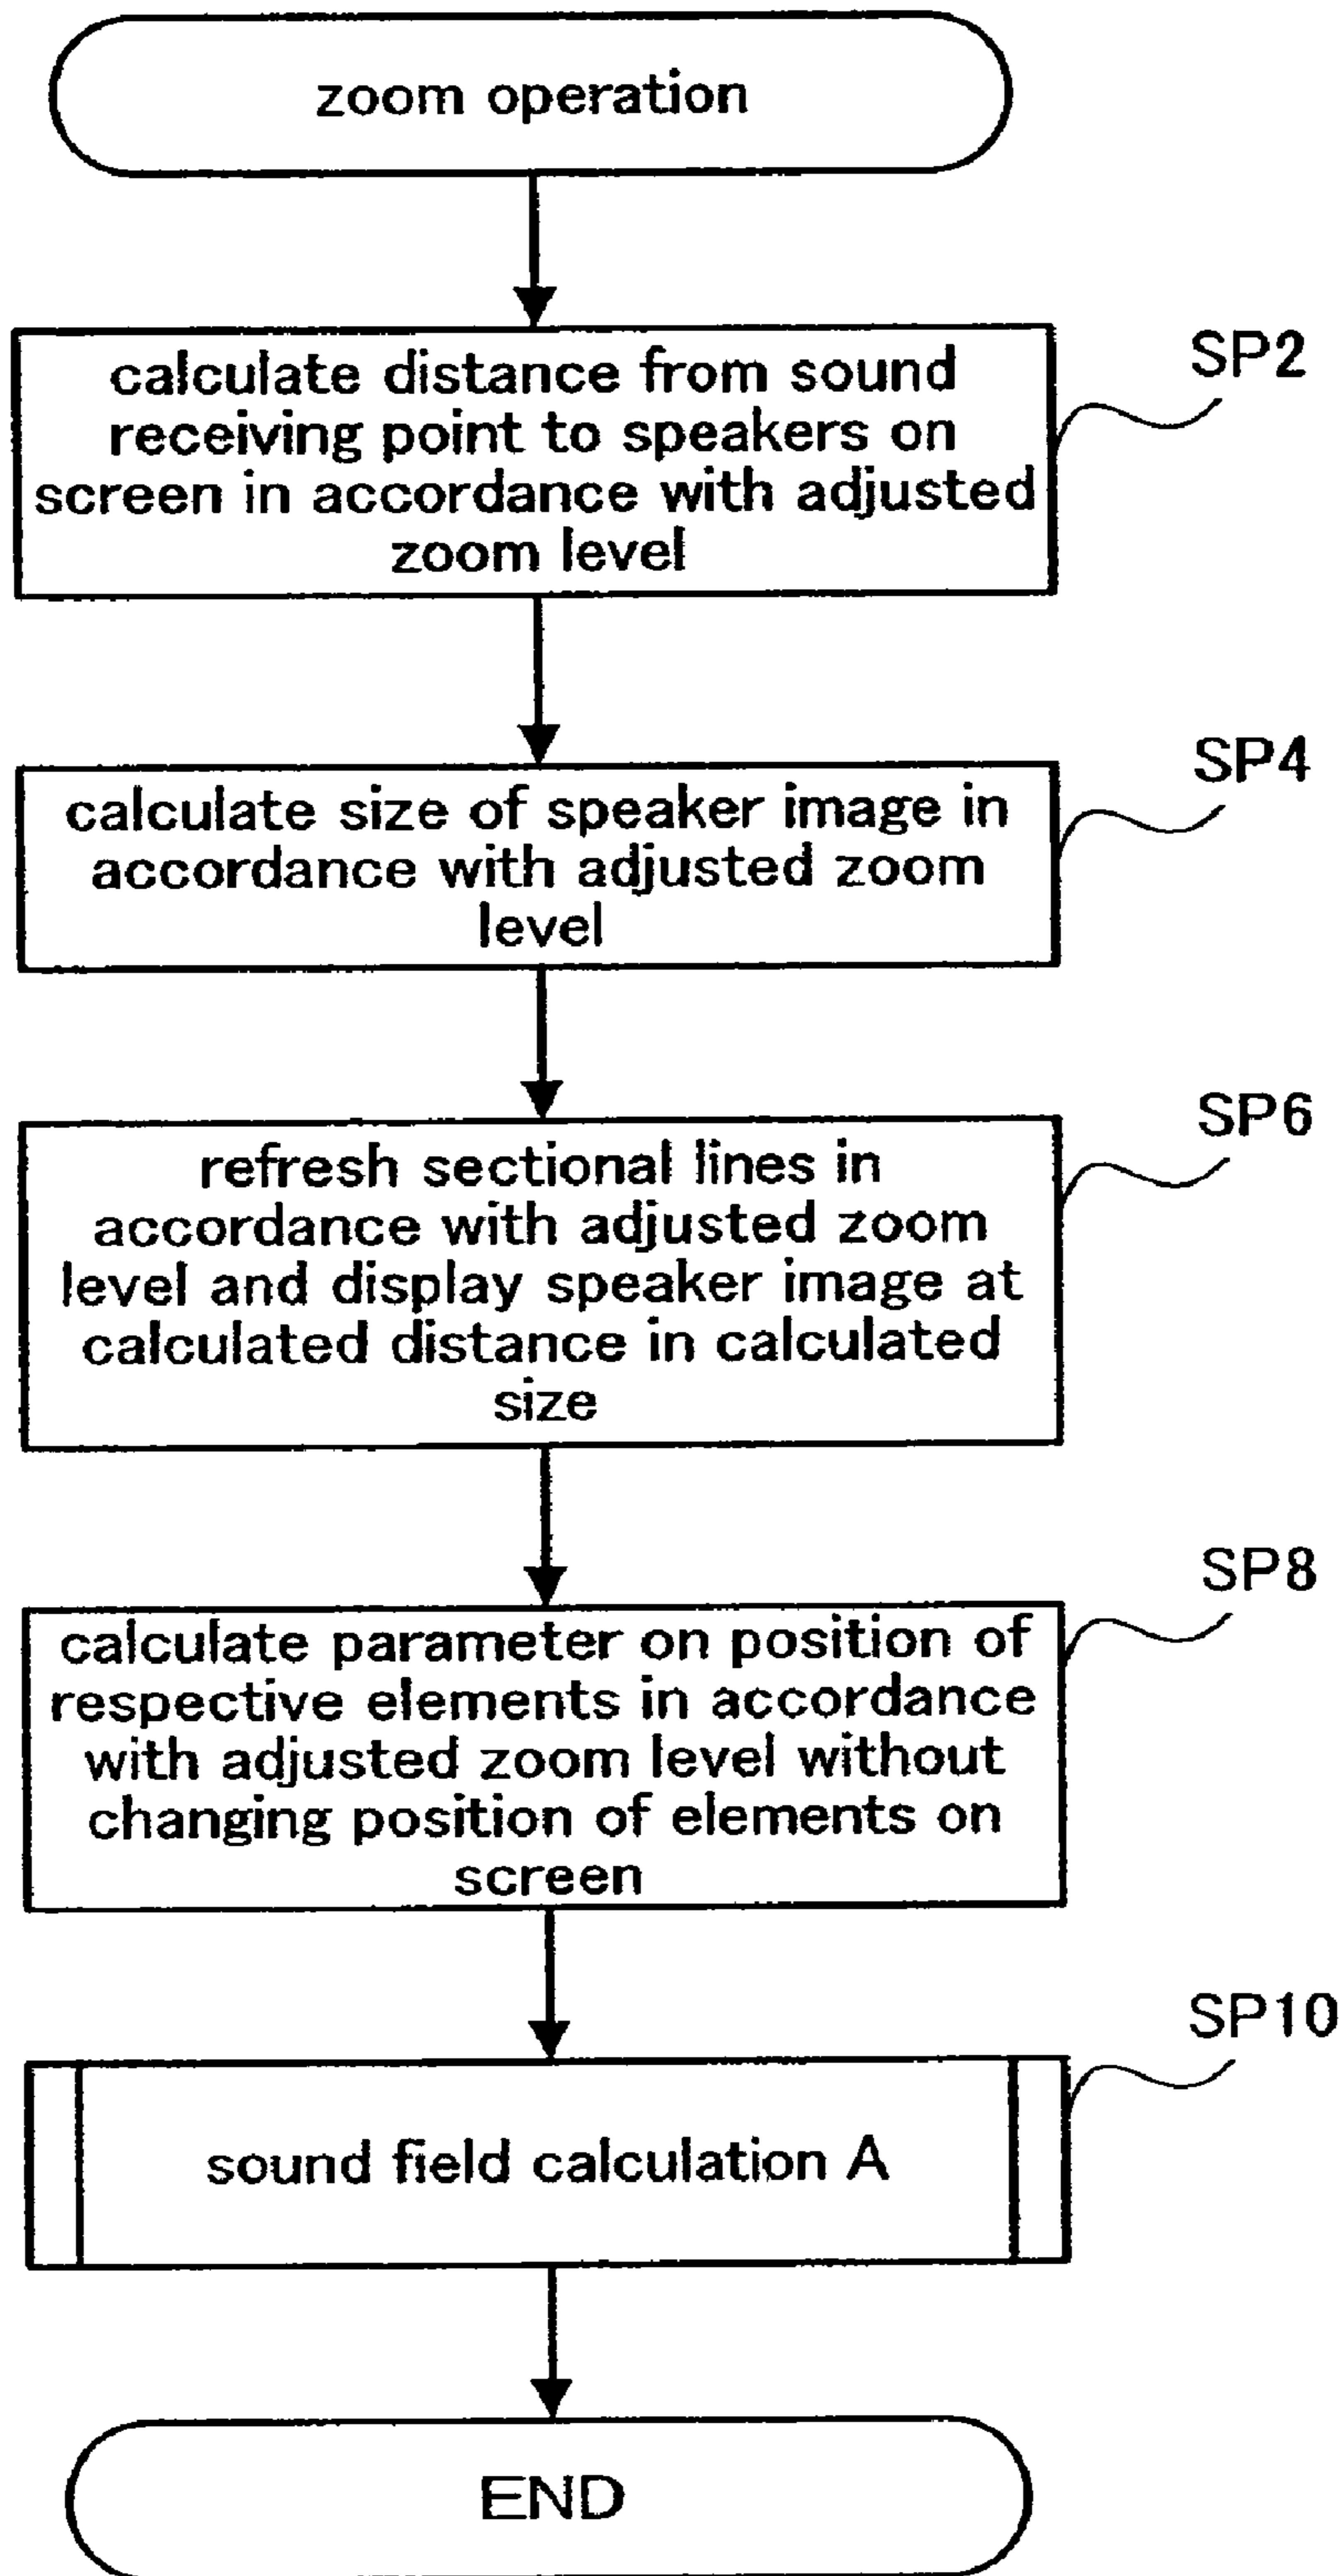 zoom operation
SP2
calculate distance from sound
receiving point to speakers on
screen in accordance with adjusted
zoom level
SP4
calculate size of speaker image in
accordance with adjusted zoom
level
SP6
refresh sectional lines in
accordance with adjusted zoom
level and display speaker image at
calculated distance in calculated
size
SP8
calculate parameter on position of
respective elements in accordance
with adjusted zoom level without
changing position of elements on
screen
SP10
sound field calculation A
END